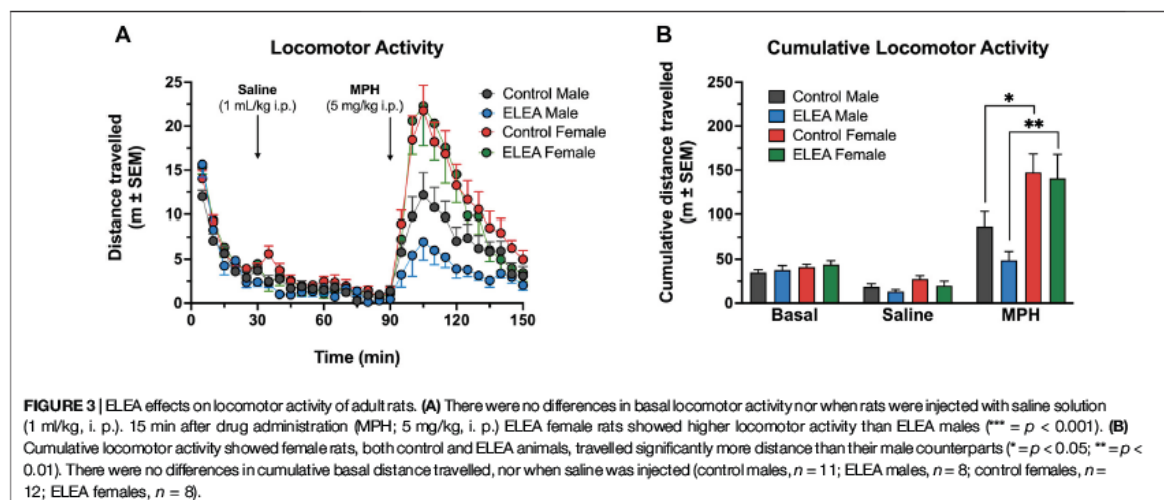 A
Locomotor Activity
Distance travelled
(m ± SEM)
25
20
15
10
5
0
Saline
(1 mL/kg i.p.)
MPH
(5 mg/kg i.p.)
Control Male
ELEA Male
Control Female
ELEA Female
0 30 60 90 120 150
Time (min)
B
Cumulative Locomotor Activity
Cumulative distance travelled
(m ± SEM)
250
200
150
100
50
0
Control Male
ELEA Male
Control Female
ELEA Female
*
**
Basal Saline MPH
FIGURE 3 | ELEA effects on locomotor activity of adult rats. (A) There were no differences in basal locomotor activity nor when rats were injected with saline solution
(1 ml/kg, i. p.). 15 min after drug administration (MPH; 5 mg/kg, i. p.) ELEA female rats showed higher locomotor activity than ELEA males (*** = p < 0.001). (B)
Cumulative locomotor activity showed female rats, both control and ELEA animals, travelled significantly more distance than their male counterparts (* = p < 0.05; ** = p <
0.01). There were no differences in cumulative basal distance travelled, nor when saline was injected (control males, n = 11; ELEA males, n = 8; control females, n =
12; ELEA females, n = 8).